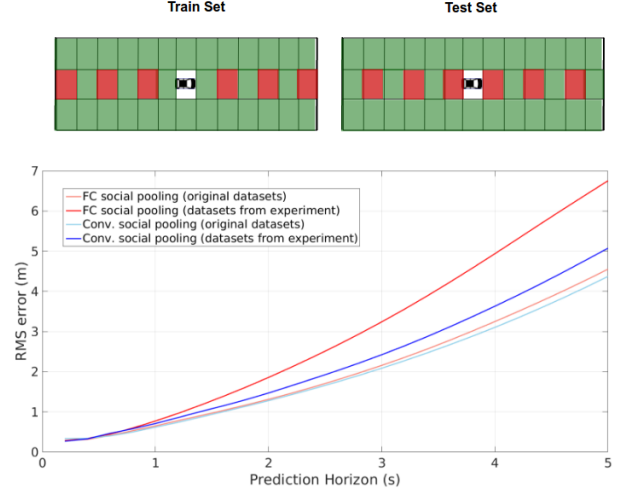 Train Set
Test Set
7
6
5
4
3
2
1
0
RMS error (m)
FC social pooling (original datasets)
FC social pooling (datasets from experiment)
Conv. social pooling (original datasets)
Conv. social pooling (datasets from experiment)
0
1
2
3
4
5
Prediction Horizon (s)